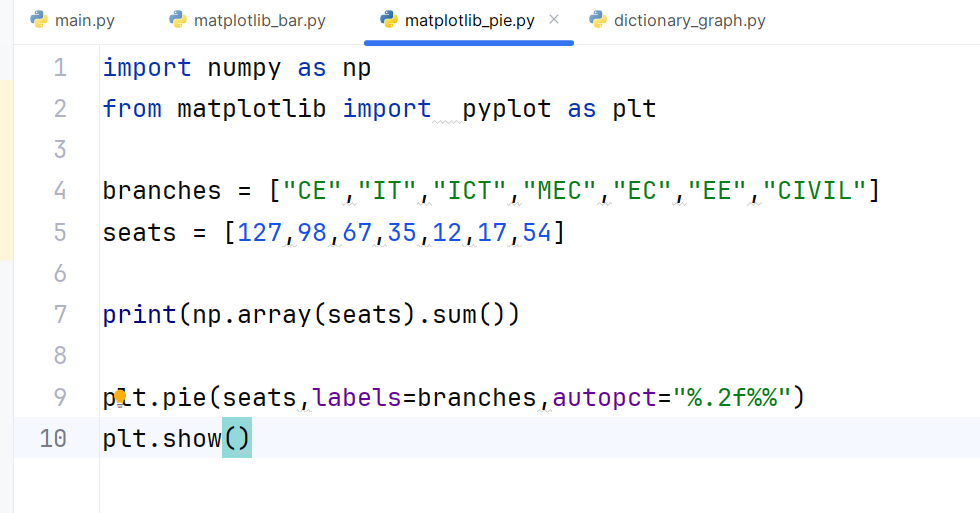 main.py matplotlib_bar.py matplotlib_pie.py × dictionary_graph.py
1 import numpy as np
2 from matplotlib import  pyplot as plt
3
4 branches = ["CE","IT","ICT","MEC","EC","EE","CIVIL"]
5 seats = [127,98,67,35,12,17,54]
6
7 print(np.array(seats).sum())
8
9 plt.pie(seats,labels=branches,autopct="%.2f%%")
10 plt.show()